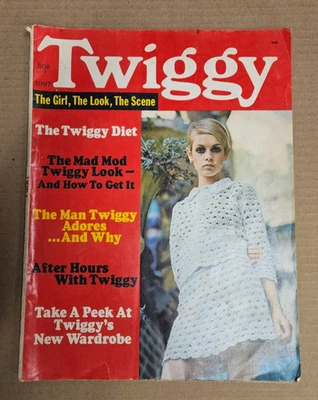 50¢
Twiggy
The Girl, The Look, The Scene
The Twiggy Diet
The Mad Mod
Twiggy Look —
And How To Get It
The Man Twiggy
Adores
...And Why
After Hours
With Twiggy
Take A Peek At
Twiggy's
New Wardrobe